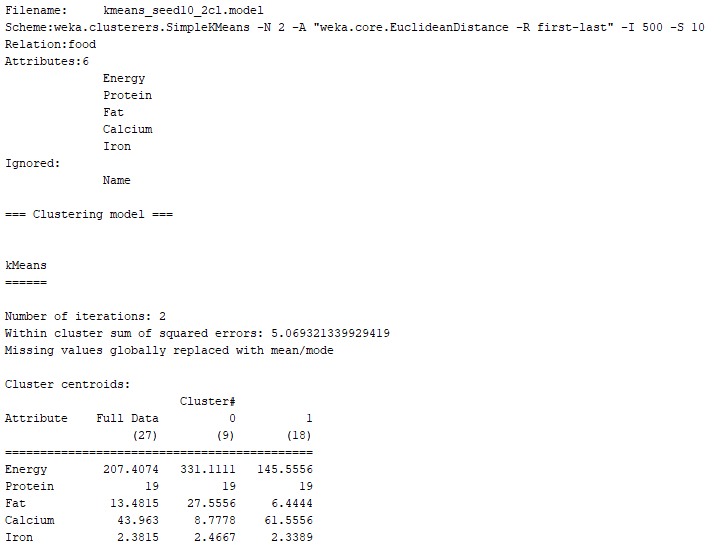 Filename:     kmeans_seed10_2cl.model
Scheme:weka.clusterers.SimpleKMeans -N 2 -A "weka.core.EuclideanDistance -R first-last" -I 500 -S 10
Relation:food
Attributes:6
              Energy
              Protein
              Fat
              Calcium
              Iron
Ignored:
              Name
=== Clustering model ===
kMeans
======
Number of iterations: 2
Within cluster sum of squared errors: 5.069321339929419
Missing values globally replaced with mean/mode
Cluster centroids:
                         Cluster#
Attribute    Full Data          0          1
                  (27)        (9)       (18)
============================================
Energy        207.4074   331.1111   145.5556
Protein             19         19         19
Fat            13.4815    27.5556     6.4444
Calcium         43.963     8.7778    61.5556
Iron            2.3815     2.4667     2.3389